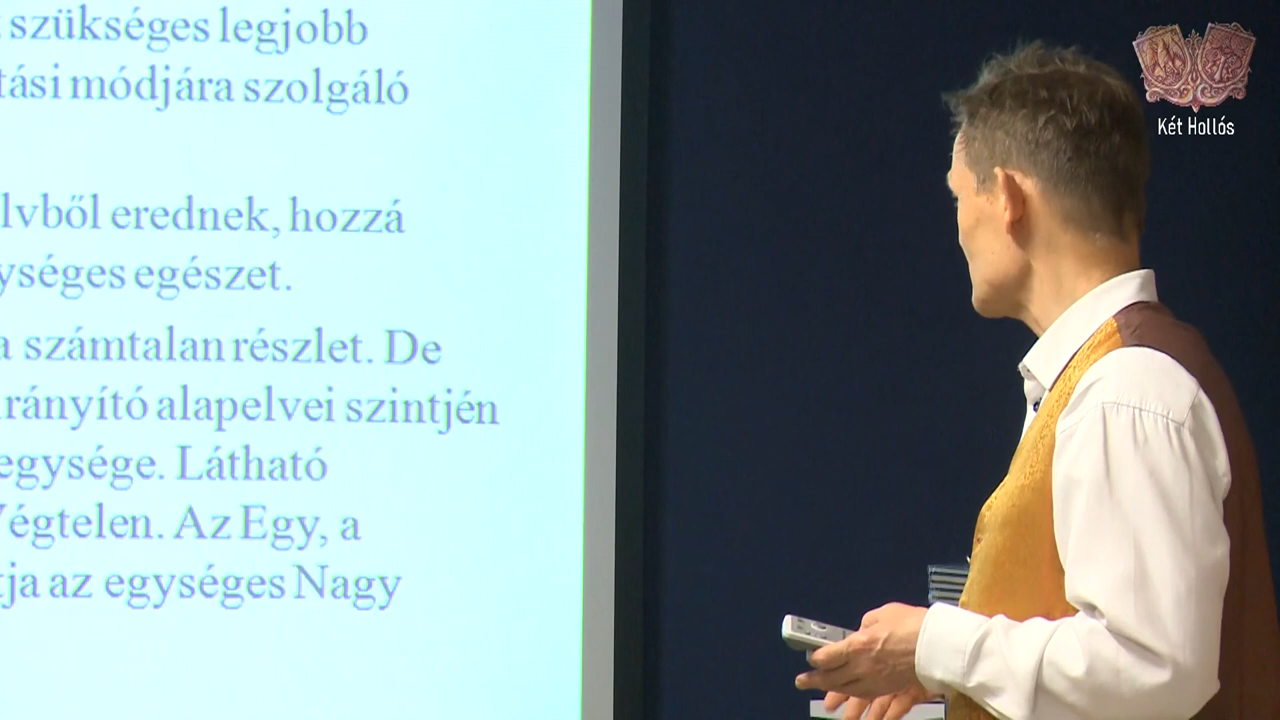 szükséges legjobb
tási módjára szolgáló
lvből erednek, hozzá
ységes egészet.
a számtalan részlet. De
irányító alapelvei szintjén
egysége. Látható
Végtelen. Az Egy, a
tja az egységes Nagy
Két Hollós